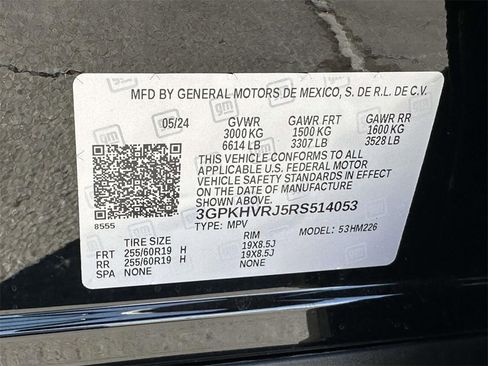 MFD BY GENERAL MOTORS DE MEXICO, S. DE R.L. DE C.V.
05/24 GVWR GAWR FRT GAWR RR
3000 KG 1500 KG 1600 KG
6614 LB 3307 LB 3528 LB
THIS VEHICLE CONFORMS TO ALL
APPLICABLE U.S. FEDERAL MOTOR
VEHICLE SAFETY STANDARDS IN EFFECT
ON THE DATE OF MANUFACTURE
SHOWN ABOVE.
8555 3GPKHVRJ5RS514053
TYPE: MPV MODEL: 53HM226
TIRE SIZE RIM
FRT 255/60R19 H 19X8.5J
RR 255/60R19 H 19X8.5J
SPA NONE NONE